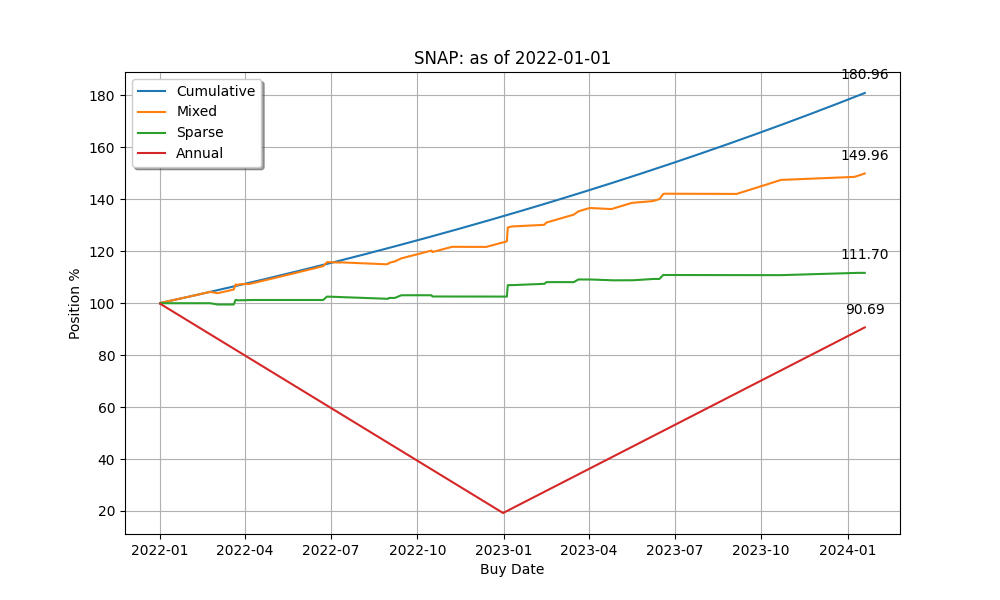 SNAP: as of 2022-01-01
180.96
Cumulative
Mixed
Sparse
Annual
149.96
111.70
90.69
180
160
140
120
100
80
60
40
20
Position %
2022-01 2022-04 2022-07 2022-10 2023-01 2023-04 2023-07 2023-10 2024-01
Buy Date